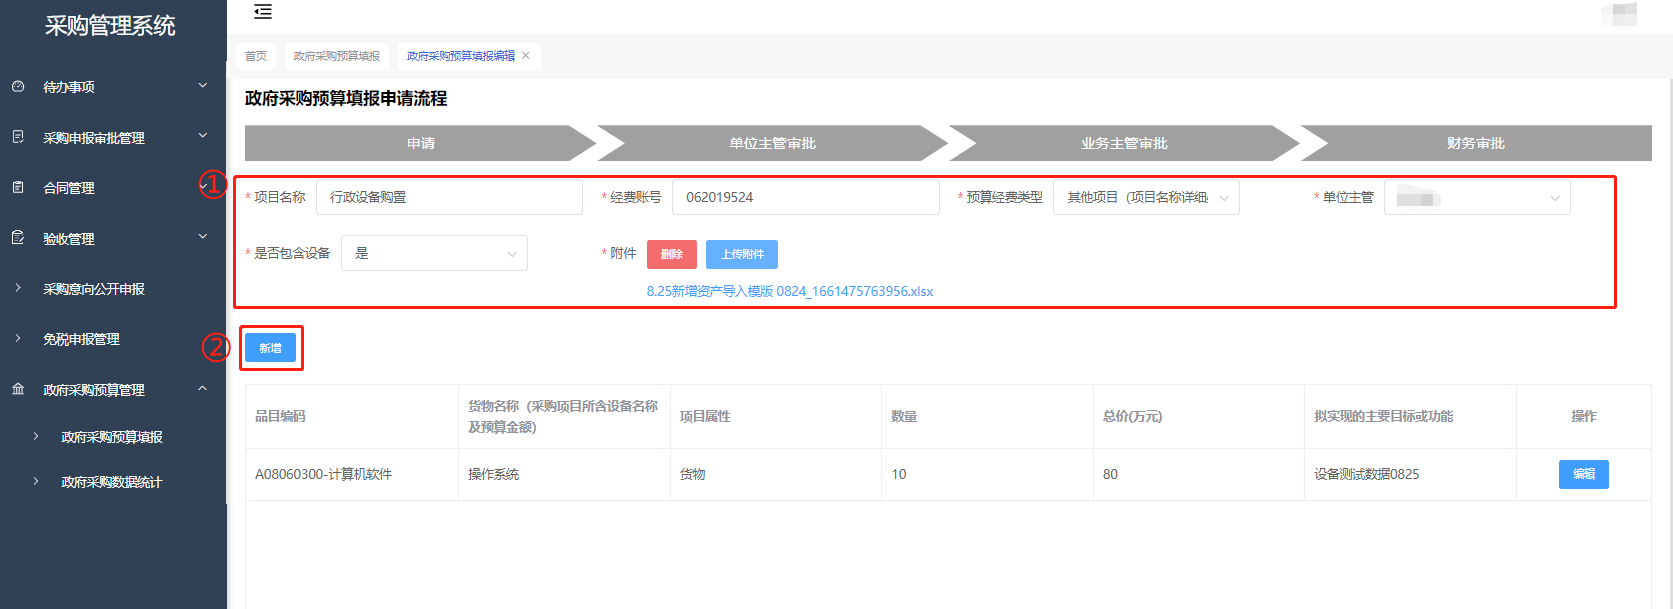 采购管理系统
待办事项
采购申报审批管理
合同管理
验收管理
采购意向公开申报
免税申报管理
政府采购预算管理
政府采购预算填报
政府采购数据统计
首页 政府采购预算填报 政府采购预算填报编辑 ×
政府采购预算填报申请流程
申请 单位主管审批 业务主管审批 财务审批
①
* 项目名称 行政设备购置 * 经费账号 062019524 * 预算经费类型 其他项目（项目名称详细 * 单位主管
* 是否包含设备 是 * 附件 删除 上传附件
8.25新增资产导入模版 0824_1661475763956.xlsx
② 新增
品目编码 货物名称（采购项目所含设备名称 项目属性 数量 总价(万元) 拟实现的主要目标或功能 操作
及预算金额)
A08060300-计算机软件 操作系统 货物 10 80 设备测试数据0825 编辑